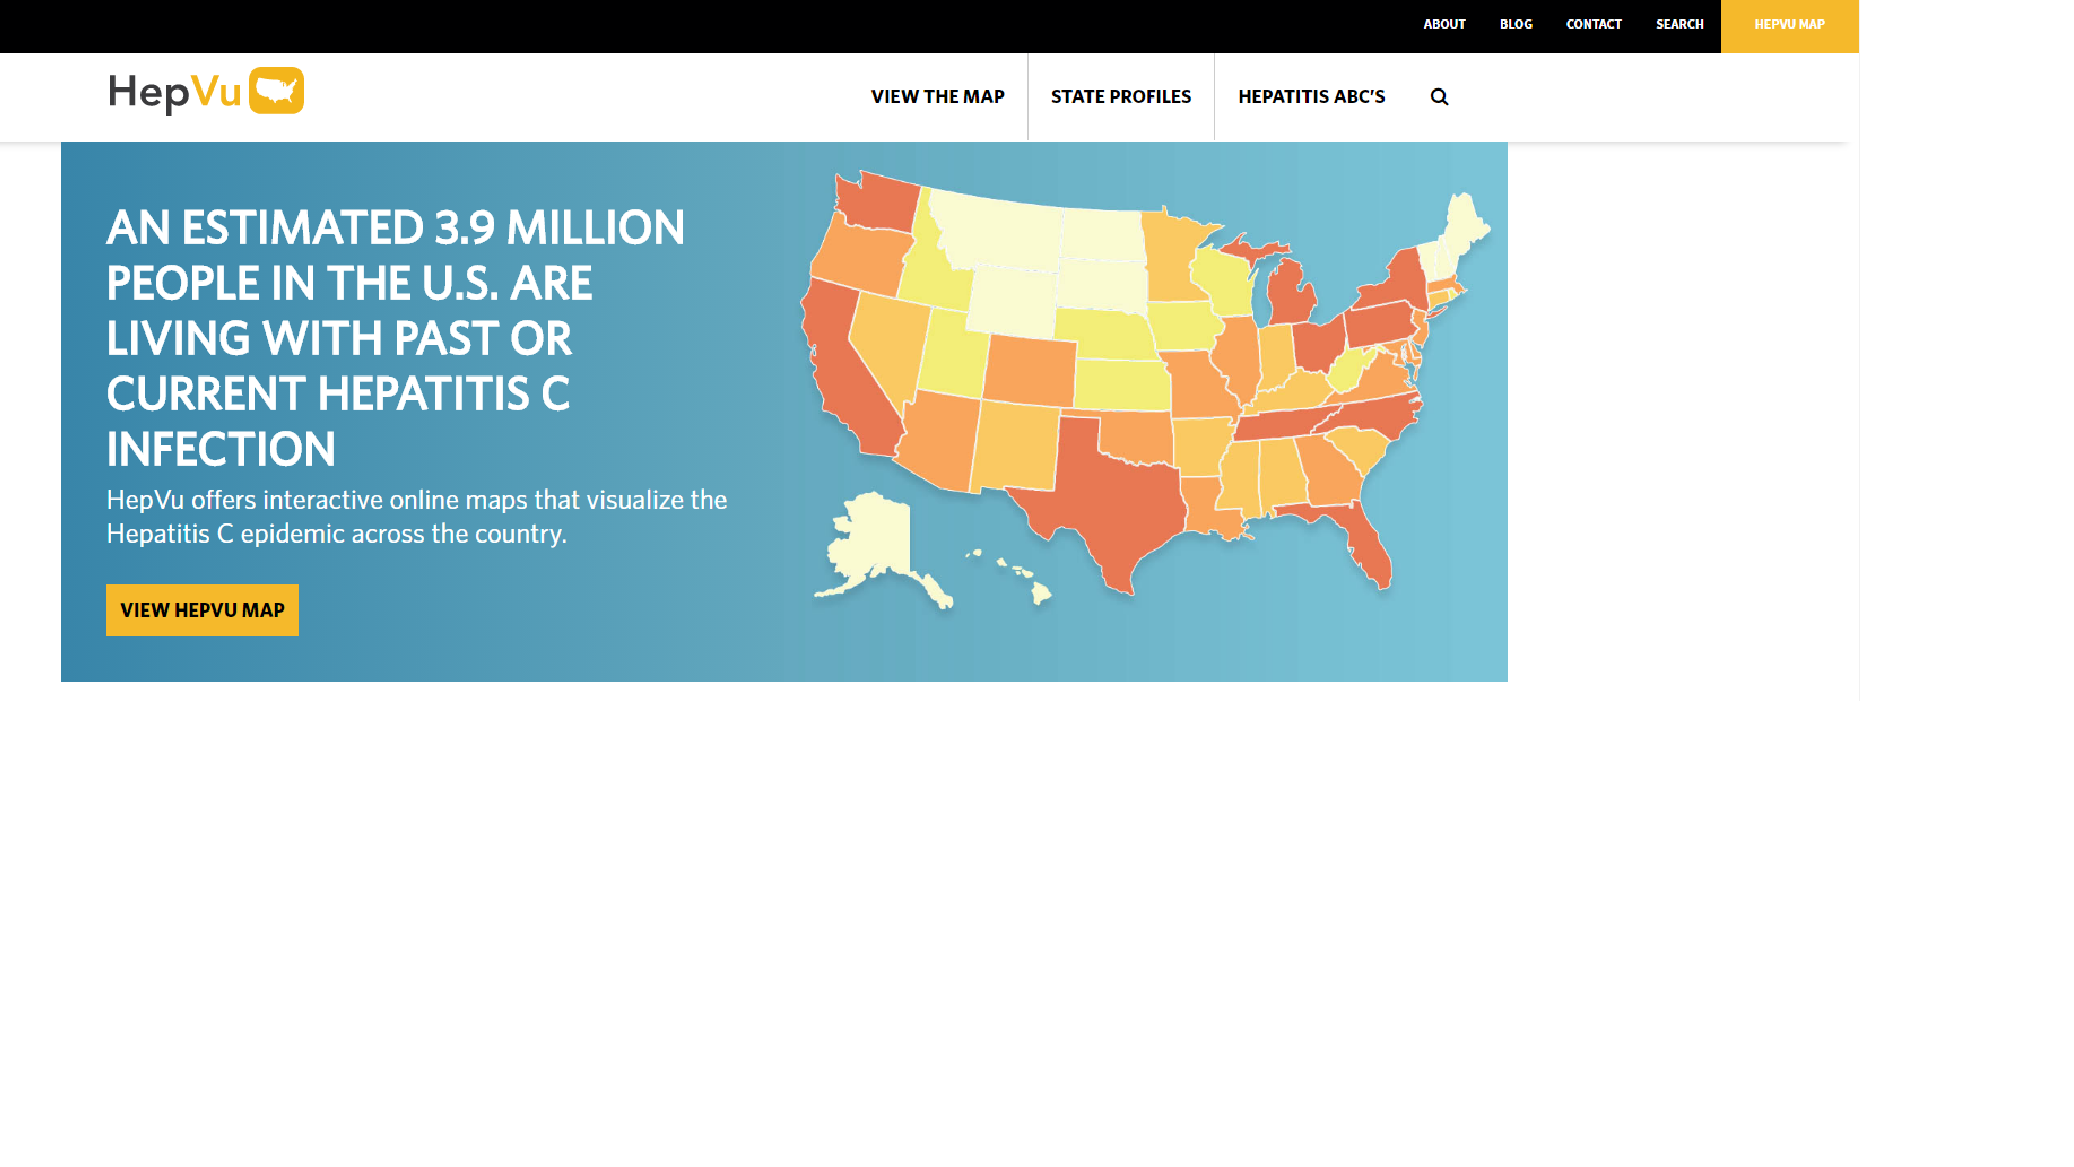 ABOUT BLOG CONTACT SEARCH HEPVU MAP
HepVu
VIEW THE MAP STATE PROFILES HEPATITIS ABC'S
AN ESTIMATED 3.9 MILLION
PEOPLE IN THE U.S. ARE
LIVING WITH PAST OR
CURRENT HEPATITIS C
INFECTION
HepVu offers interactive online maps that visualize the
Hepatitis C epidemic across the country.
VIEW HEPVU MAP